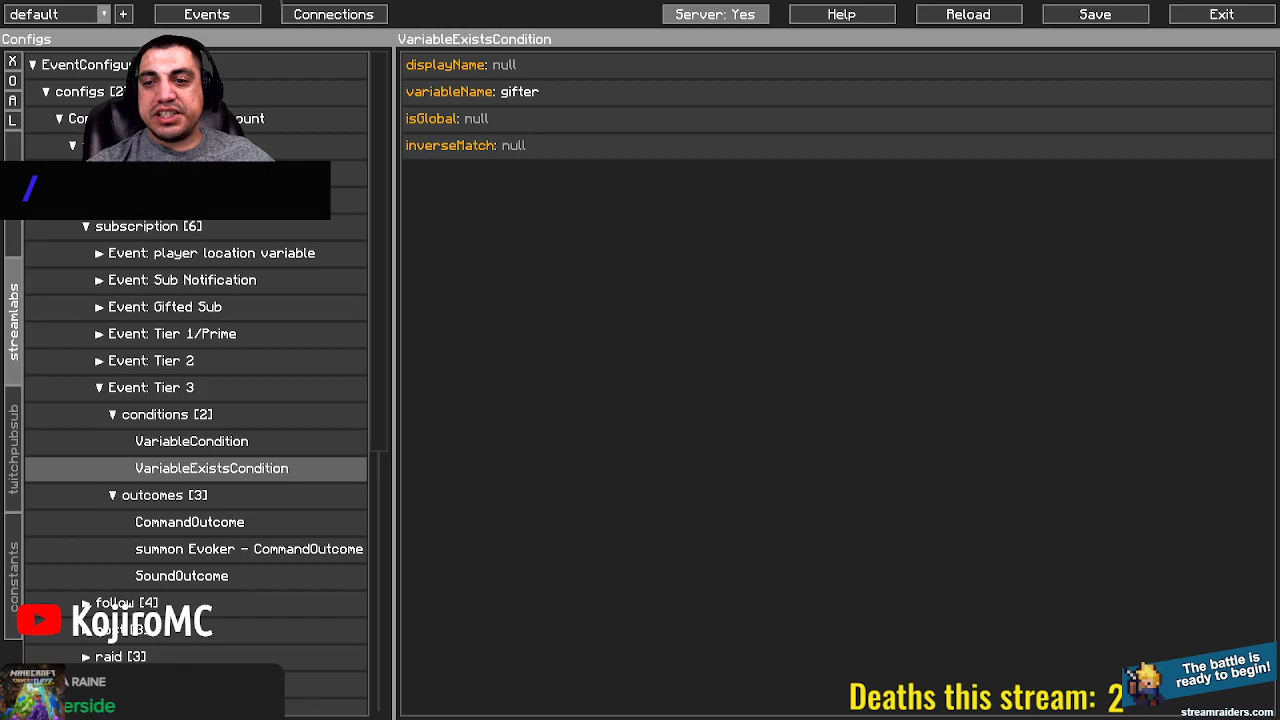 default
+
Events
Connections
Server: Yes
Help
Reload
Save
Exit
Configs
VariableExistsCondition
X
O
A
L
streamlabs
twitchpubsub
constants
configs
ount
/
subscription [6]
Event: player location variable
Event: Sub Notification
Event: Gifted Sub
Event: Tier 1/Prime
Event: Tier 2
Event: Tier 3
conditions [2]
VariableCondition
VariableExistsCondition
outcomes [3]
CommandOutcome
summon Evoker - CommandOutcome
SoundOutcome
follow [4]
raid [3]
displayName: null
variableName: gifter
isGlobal: null
inverseMatch: null
KojiroMC
MINECRAFT
RAINE
erside
Deaths this stream: 2
The battle is
ready to begin!
streamraiders.com